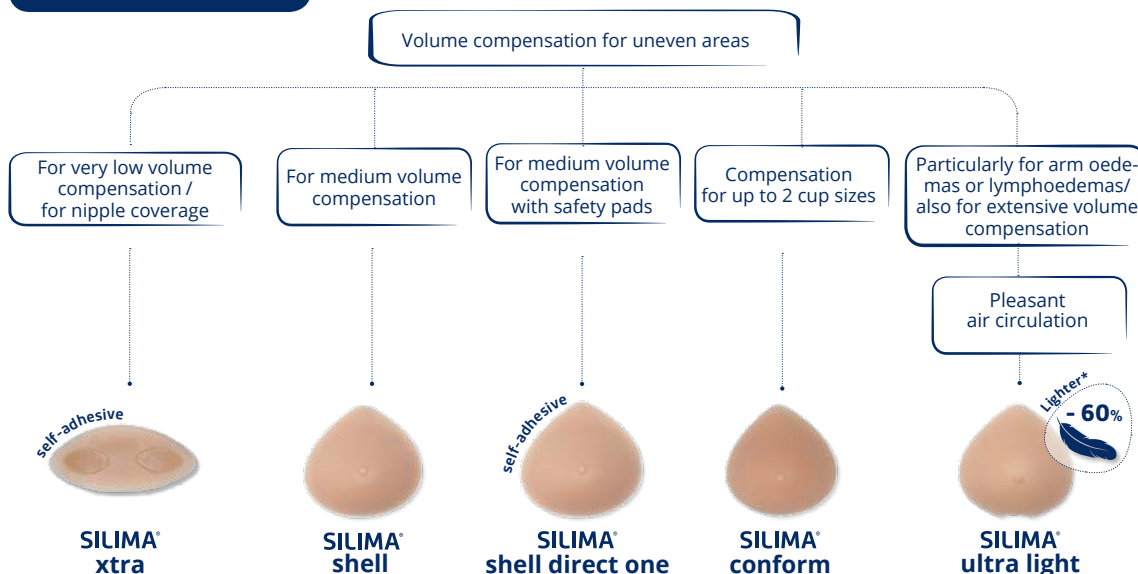 Volume compensation for uneven areas
For very low volume
compensation /
for nipple coverage
For medium volume
compensation
For medium volume
compensation
with safety pads
Compensation
for up to 2 cup sizes
Particularly for arm oede-
mas or lymphoedemas/
also for extensive volume
compensation
Pleasant
air circulation
self-adhesive
self-adhesive
Lighter*
- 60%
SILIMA®
xtra
SILIMA®
shell
SILIMA®
shell direct one
SILIMA®
conform
SILIMA®
ultra light